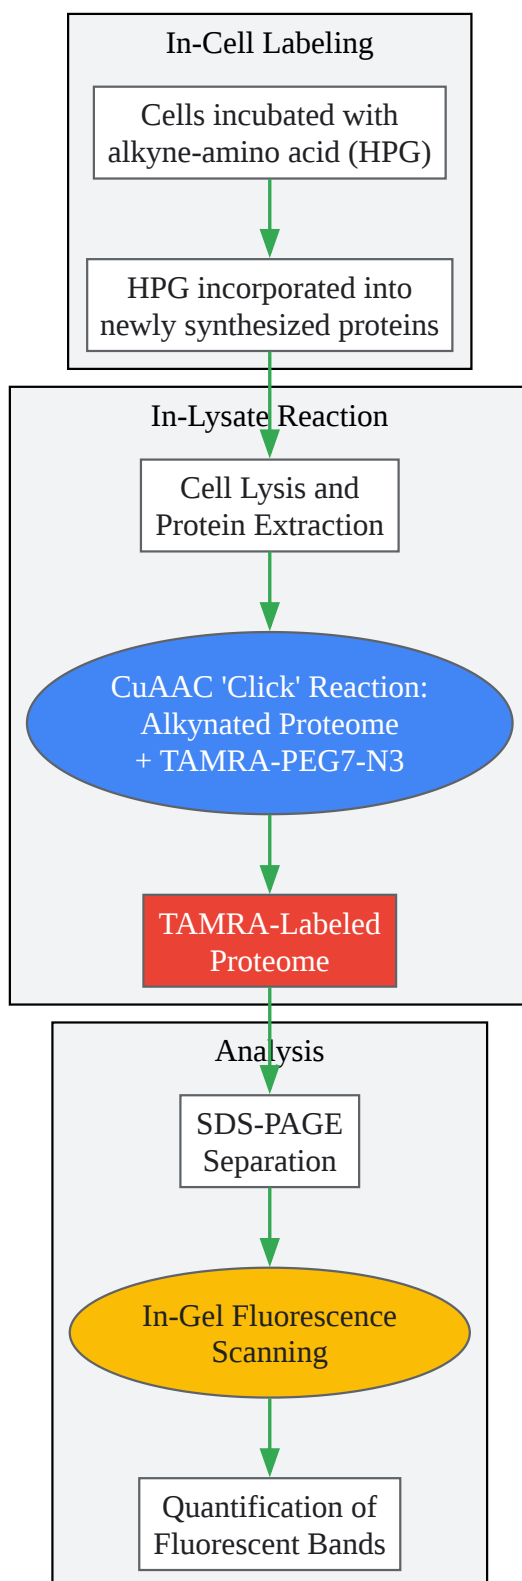 In-Cell Labeling
Cells incubated with
alkyne-amino acid (HPG)
HPG incorporated into
newly synthesized proteins
In-Lysate Reaction
Cell Lysis and
Protein Extraction
CuAAC 'Click' Reaction:
Alkynated Proteome
+ TAMRA-PEG7-N3
TAMRA-Labeled
Proteome
Analysis
SDS-PAGE
Separation
In-Gel Fluorescence
Scanning
Quantification of
Fluorescent Bands